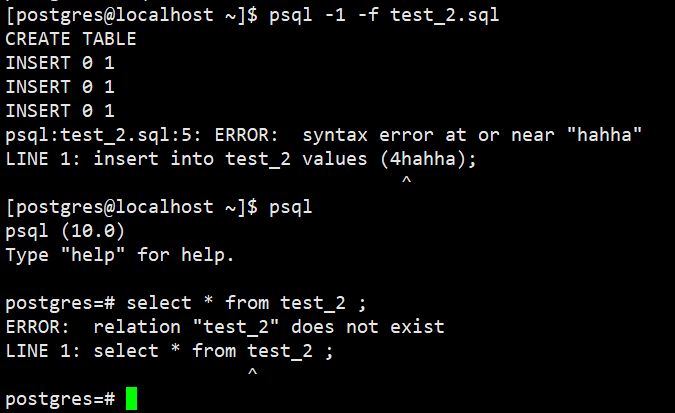 [postgres@localhost ~]$ psql -1 -f test_2.sql
CREATE TABLE
INSERT 0 1
INSERT 0 1
INSERT 0 1
psql:test_2.sql:5: ERROR:  syntax error at or near "hahha"
LINE 1: insert into test_2 values (4hahha);
^
[postgres@localhost ~]$ psql
psql (10.0)
Type "help" for help.
postgres=# select * from test_2 ;
ERROR:  relation "test_2" does not exist
LINE 1: select * from test_2 ;
^
postgres=#